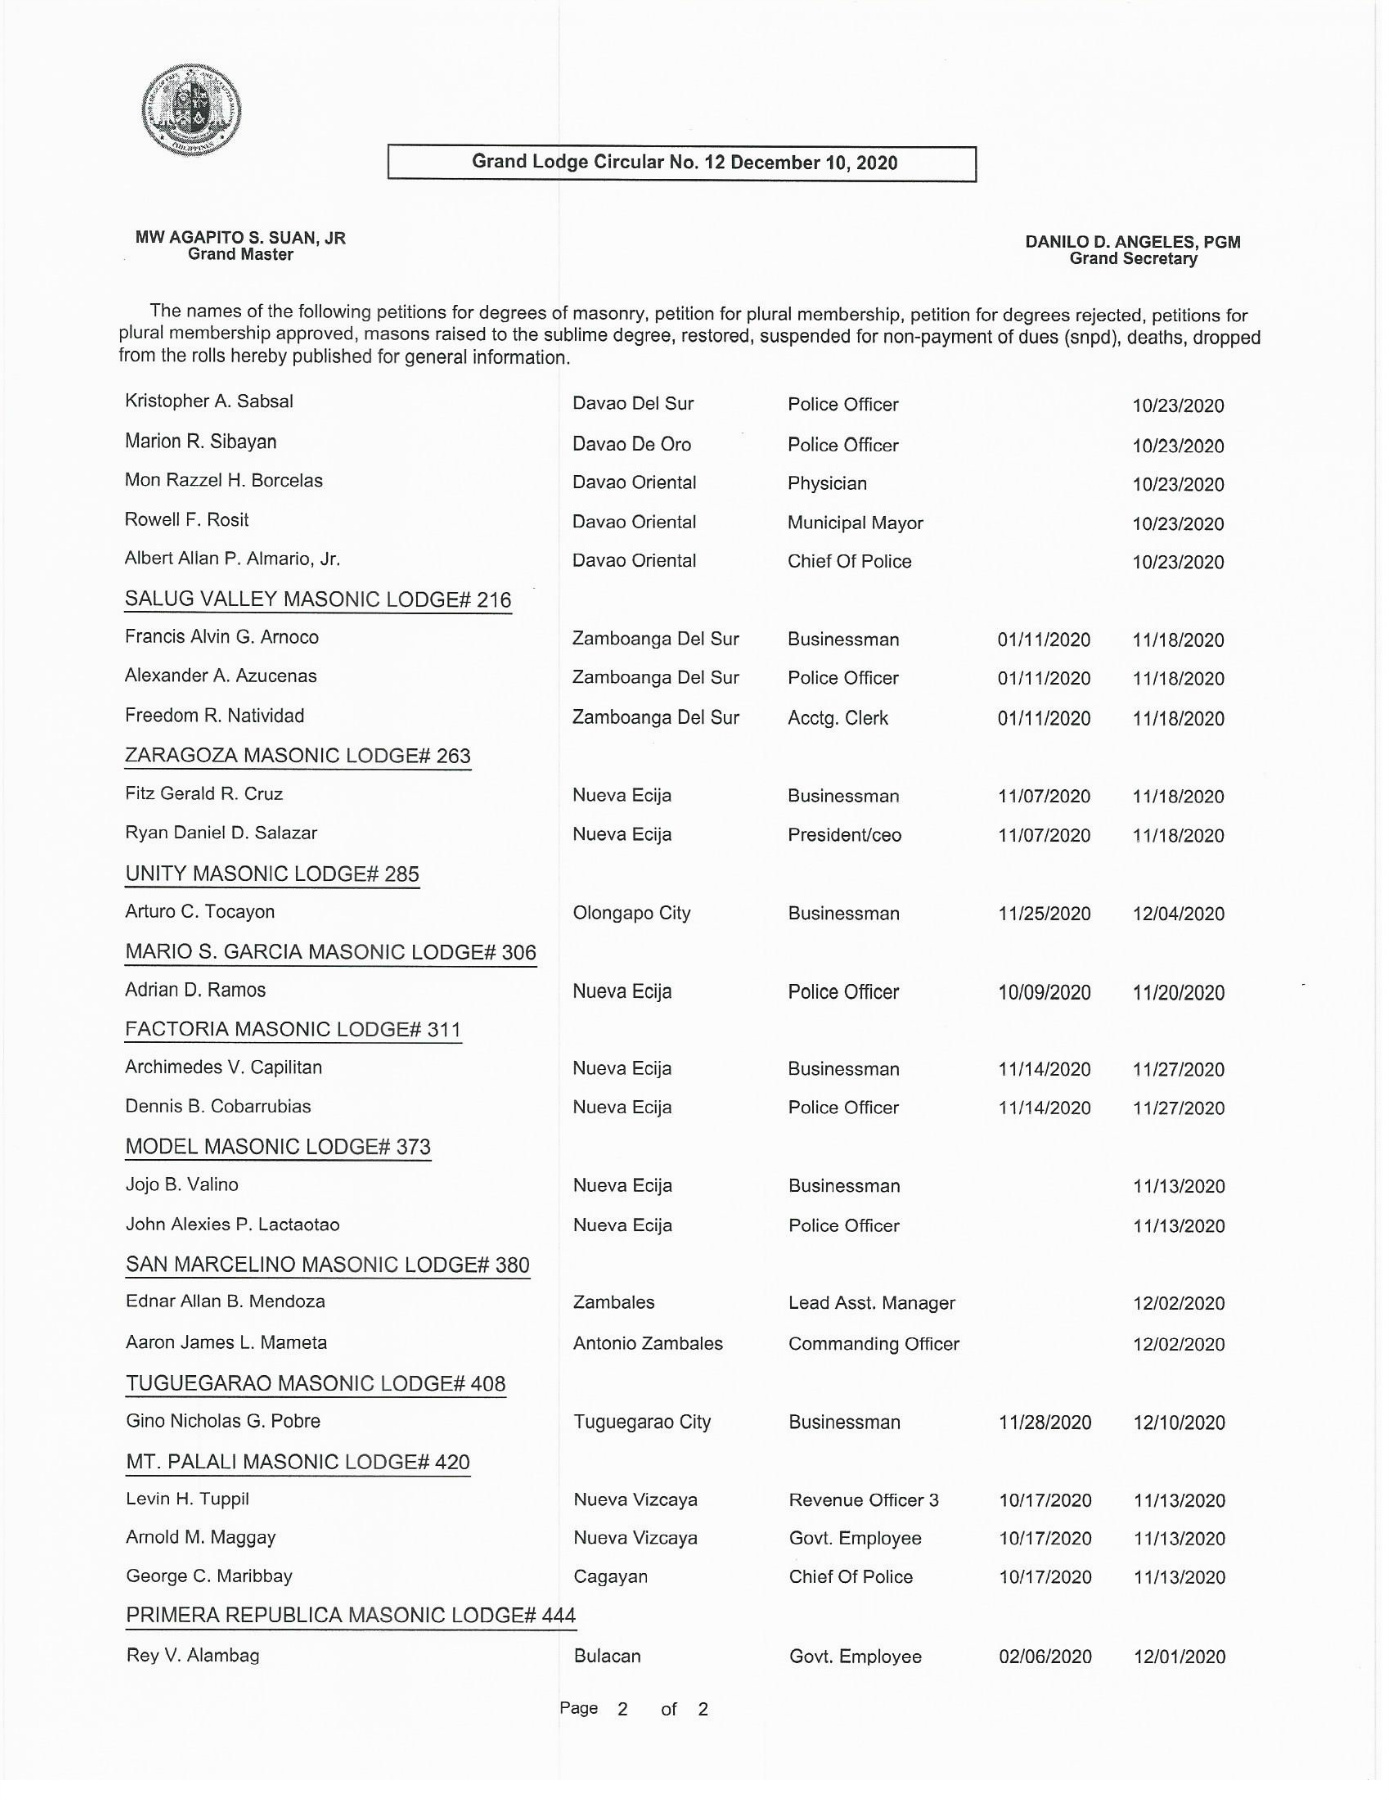 PHILIPPINES
Grand Lodge Circular No. 12 December 10, 2020
MW AGAPITO S. SUAN, JR
Grand Master
DANILO D. ANGELES, PGM
Grand Secretary
The names of the following petitions for degrees of masonry, petition for plural membership, petition for degrees rejected, petitions for
plural membership approved, masons raised to the sublime degree, restored, suspended for non-payment of dues (snpd), deaths, dropped
from the rolls hereby published for general information.
Kristopher A. Sabsal Davao Del Sur Police Officer 10/23/2020
Marion R. Sibayan Davao De Oro Police Officer 10/23/2020
Mon Razzel H. Borcelas Davao Oriental Physician 10/23/2020
Rowell F. Rosit Davao Oriental Municipal Mayor 10/23/2020
Albert Allan P. Almario, Jr. Davao Oriental Chief Of Police 10/23/2020
SALUG VALLEY MASONIC LODGE# 216
Francis Alvin G. Arnoco Zamboanga Del Sur Businessman 01/11/2020 11/18/2020
Alexander A. Azucenas Zamboanga Del Sur Police Officer 01/11/2020 11/18/2020
Freedom R. Natividad Zamboanga Del Sur Acctg. Clerk 01/11/2020 11/18/2020
ZARAGOZA MASONIC LODGE# 263
Fitz Gerald R. Cruz Nueva Ecija Businessman 11/07/2020 11/18/2020
Ryan Daniel D. Salazar Nueva Ecija President/ceo 11/07/2020 11/18/2020
UNITY MASONIC LODGE# 285
Arturo C. Tocayon Olongapo City Businessman 11/25/2020 12/04/2020
MARIO S. GARCIA MASONIC LODGE# 306
Adrian D. Ramos Nueva Ecija Police Officer 10/09/2020 11/20/2020
FACTORIA MASONIC LODGE# 311
Archimedes V. Capilitan Nueva Ecija Businessman 11/14/2020 11/27/2020
Dennis B. Cobarrubias Nueva Ecija Police Officer 11/14/2020 11/27/2020
MODEL MASONIC LODGE# 373
Jojo B. Valino Nueva Ecija Businessman 11/13/2020
John Alexies P. Lactaotao Nueva Ecija Police Officer 11/13/2020
SAN MARCELINO MASONIC LODGE# 380
Ednar Allan B. Mendoza Zambales Lead Asst. Manager 12/02/2020
Aaron James L. Mameta Antonio Zambales Commanding Officer 12/02/2020
TUGUEGARAO MASONIC LODGE# 408
Gino Nicholas G. Pobre Tuguegarao City Businessman 11/28/2020 12/10/2020
MT. PALALI MASONIC LODGE# 420
Levin H. Tuppil Nueva Vizcaya Revenue Officer 3 10/17/2020 11/13/2020
Arnold M. Maggay Nueva Vizcaya Govt. Employee 10/17/2020 11/13/2020
George C. Maribbay Cagayan Chief Of Police 10/17/2020 11/13/2020
PRIMERA REPUBLICA MASONIC LODGE# 444
Rey V. Alambag Bulacan Govt. Employee 02/06/2020 12/01/2020
Page 2 of 2